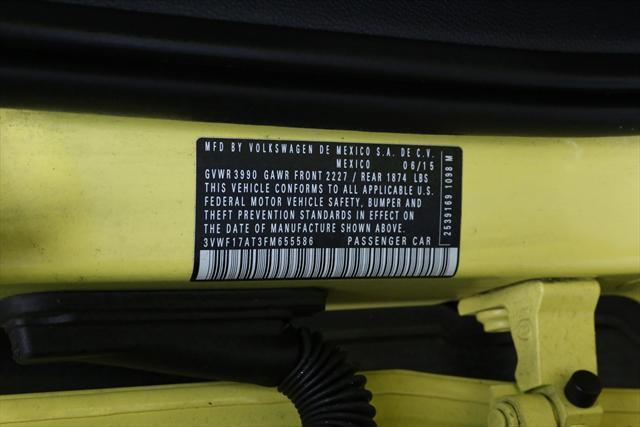 MFD BY VOLKSWAGEN DE MEXICO S.A. DE C.V.
MEXICO 06/15
GVWR 3990 GAWR FRONT 2227 / REAR 1874 LBS
THIS VEHICLE CONFORMS TO ALL APPLICABLE U.S.
FEDERAL MOTOR VEHICLE SAFETY, BUMPER AND
THEFT PREVENTION STANDARDS IN EFFECT ON
THE DATE OF MANUFACTURE SHOWN ABOVE.
3VWF17AT3FM655586 PASSENGER CAR
2539169 1098 M